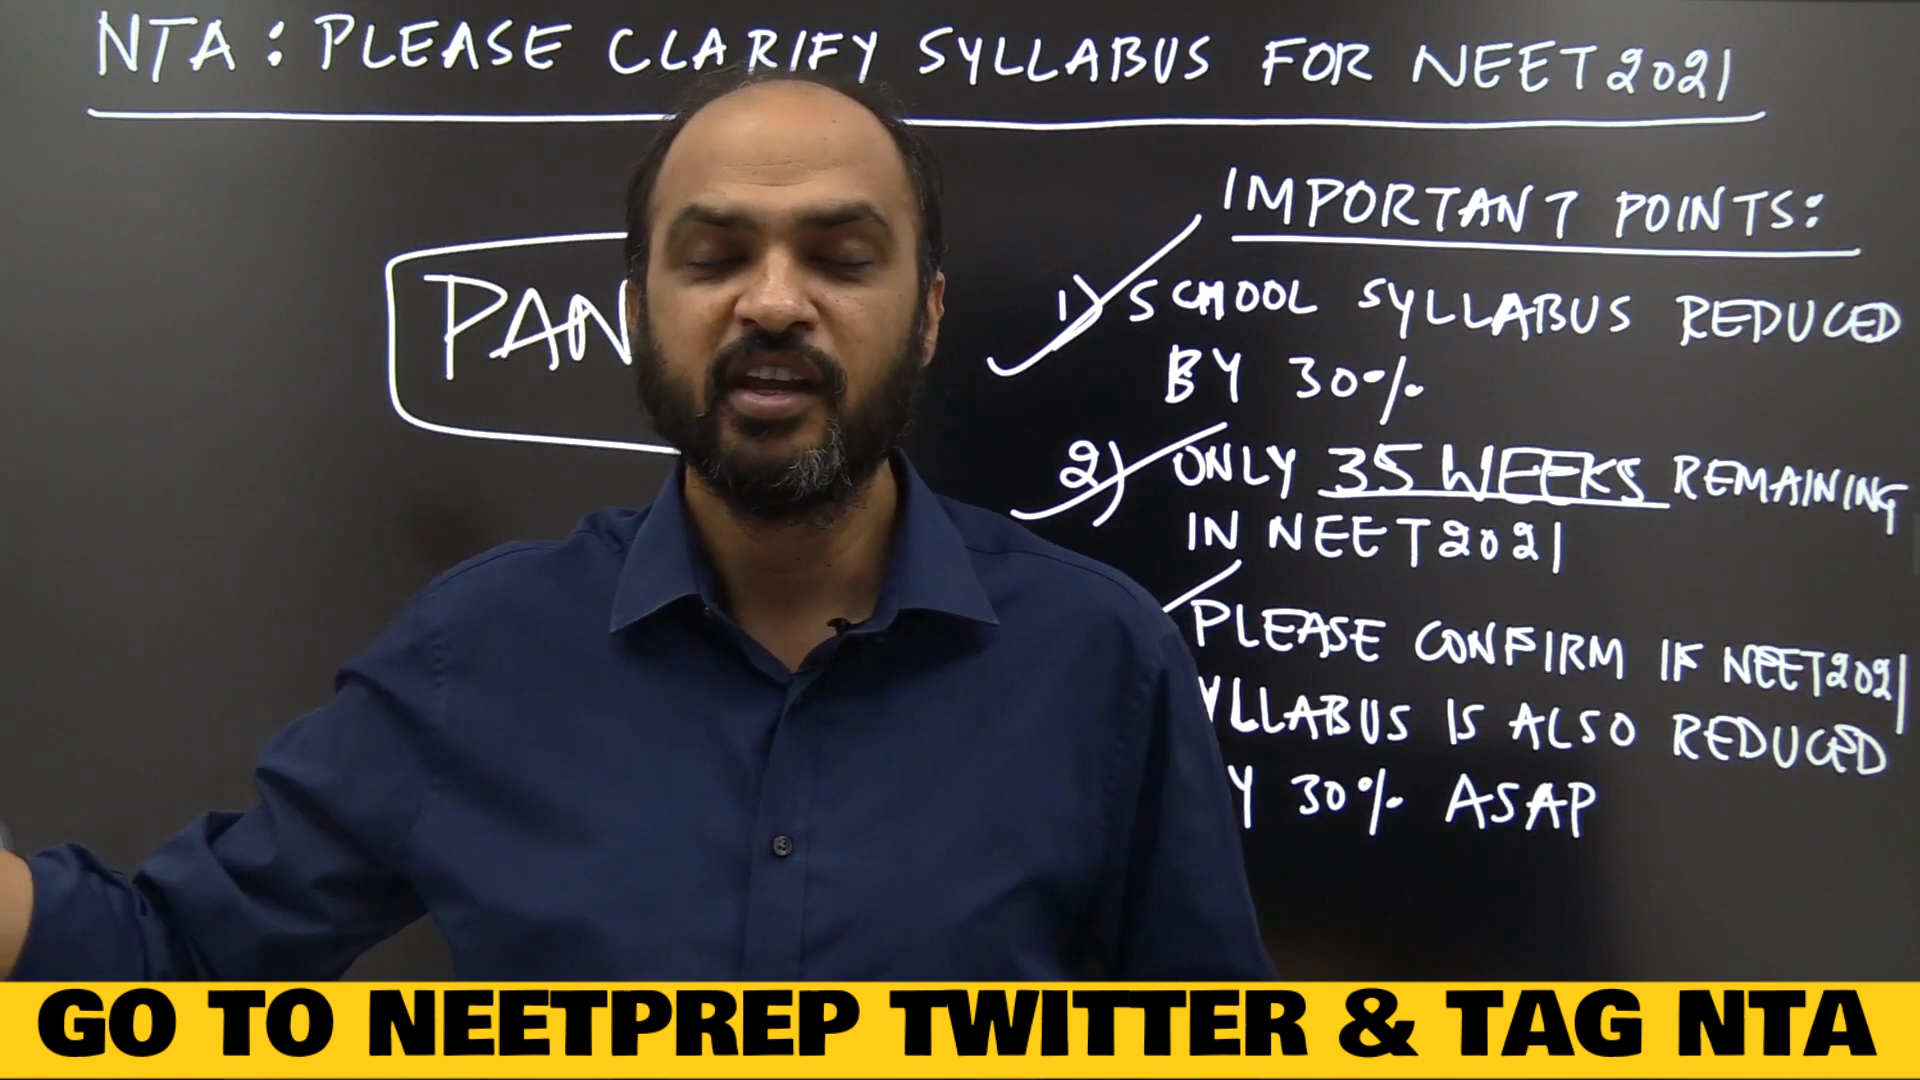 NTA : PLEASE CLARIFY SYLLABUS FOR NEET 2021
IMPORTANT POINTS:
1) SCHOOL SYLLABUS REDUCED
BY 30%
2) ONLY 35 WEEKS REMAINING
IN NEET 2021
PLEASE CONFIRM IF NEET 2021
YLLABUS IS ALSO REDUCED
Y 30% ASAP
PAN
GO TO NEETPREP TWITTER & TAG NTA